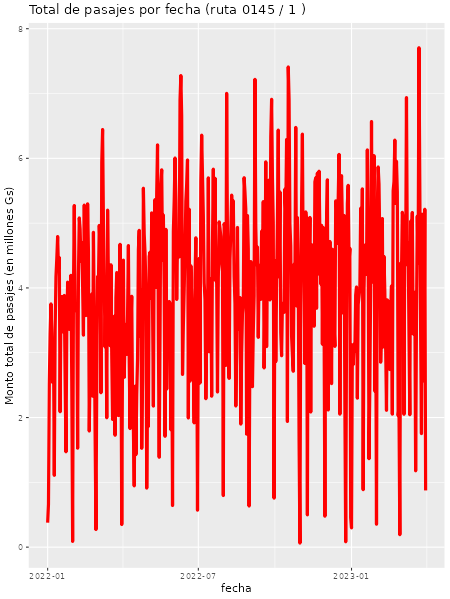 Total de pasajes por fecha (ruta 0145 / 1 )
Monto total de pasajes (en millones Gs)
8
6
4
2
0
2022-01
2022-07
2023-01
fecha